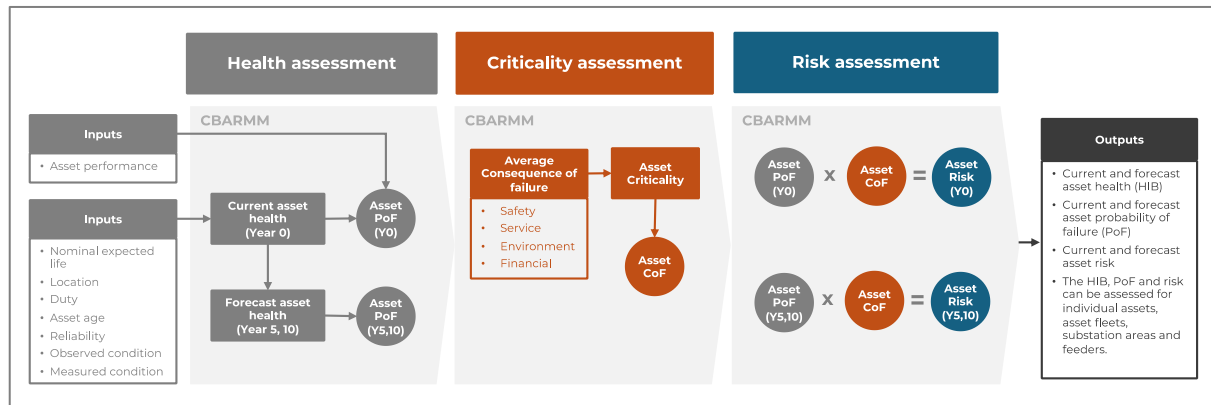 Health assessment
Criticality assessment
Risk assessment
CBARMM
CBARMM
CBARMM
Inputs
• Asset performance
Inputs
• Nominal expected
life
• Location
• Duty
• Asset age
• Reliability
• Observed condition
• Measured condition
Current asset
health
(Year 0)
Asset
PoF
(Y0)
Forecast asset
health
(Year 5, 10)
Asset
PoF
(Y5,10)
Average
Consequence of
failure
• Safety
• Service
• Environment
• Financial
Asset
Criticality
Asset
CoF
Asset
PoF
(Y0)
x
Asset
CoF
=
Asset
Risk
(Y0)
Asset
PoF
(Y5,10)
x
Asset
CoF
=
Asset
Risk
(Y5,10)
Outputs
• Current and forecast
asset health (HIB)
• Current and forecast
asset probability of
failure (PoF)
• Current and forecast
asset risk
• The HIB, PoF and risk
can be assessed for
individual assets,
asset fleets,
substation areas and
feeders.